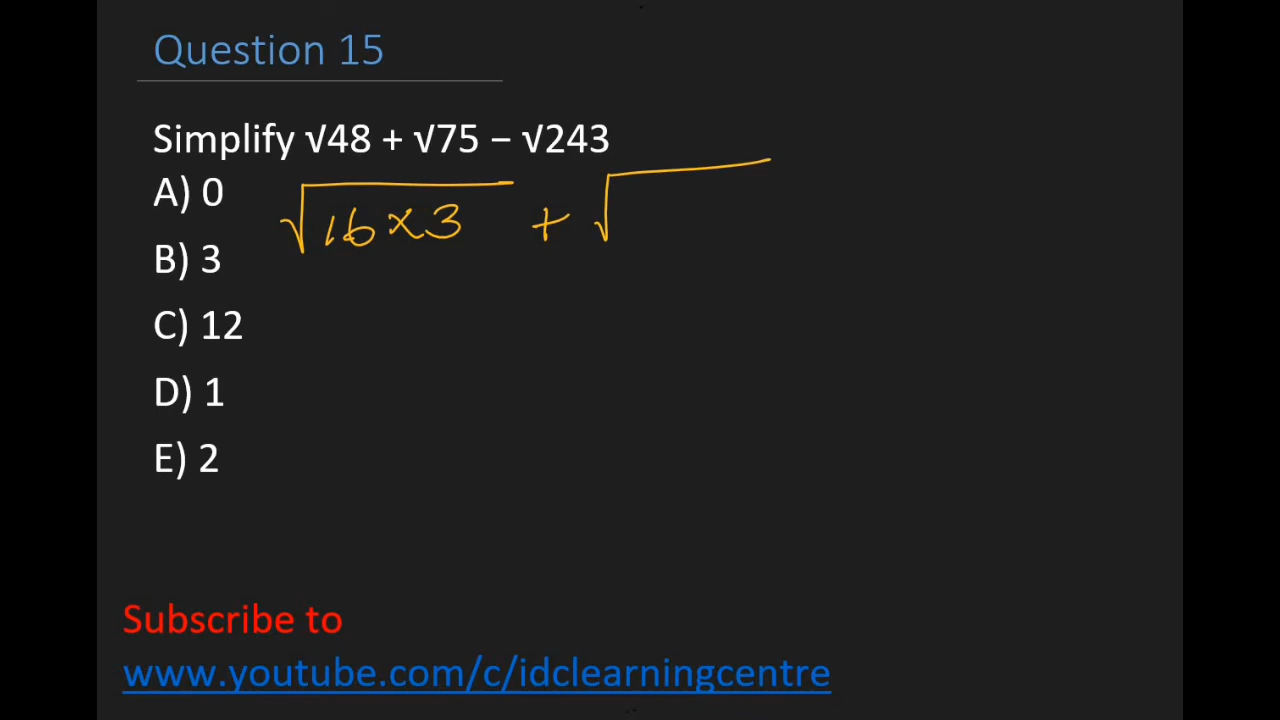 Question 15
Simplify √48 + √75 − √243
A) 0
√16×3 + √
B) 3
C) 12
D) 1
E) 2
Subscribe to
www.youtube.com/c/idclearningcentre